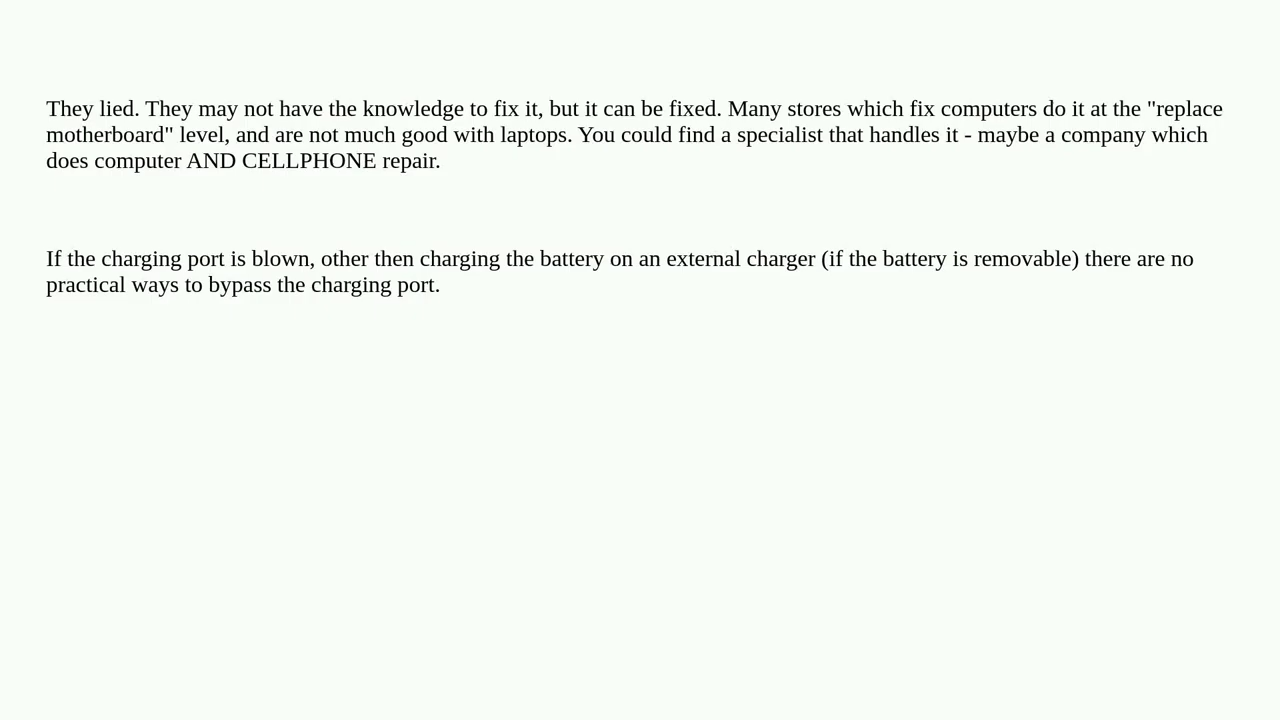 They lied. They may not have the knowledge to fix it, but it can be fixed. Many stores which fix computers do it at the "replace
motherboard" level, and are not much good with laptops. You could find a specialist that handles it - maybe a company which
does computer AND CELLPHONE repair.
If the charging port is blown, other then charging the battery on an external charger (if the battery is removable) there are no
practical ways to bypass the charging port.